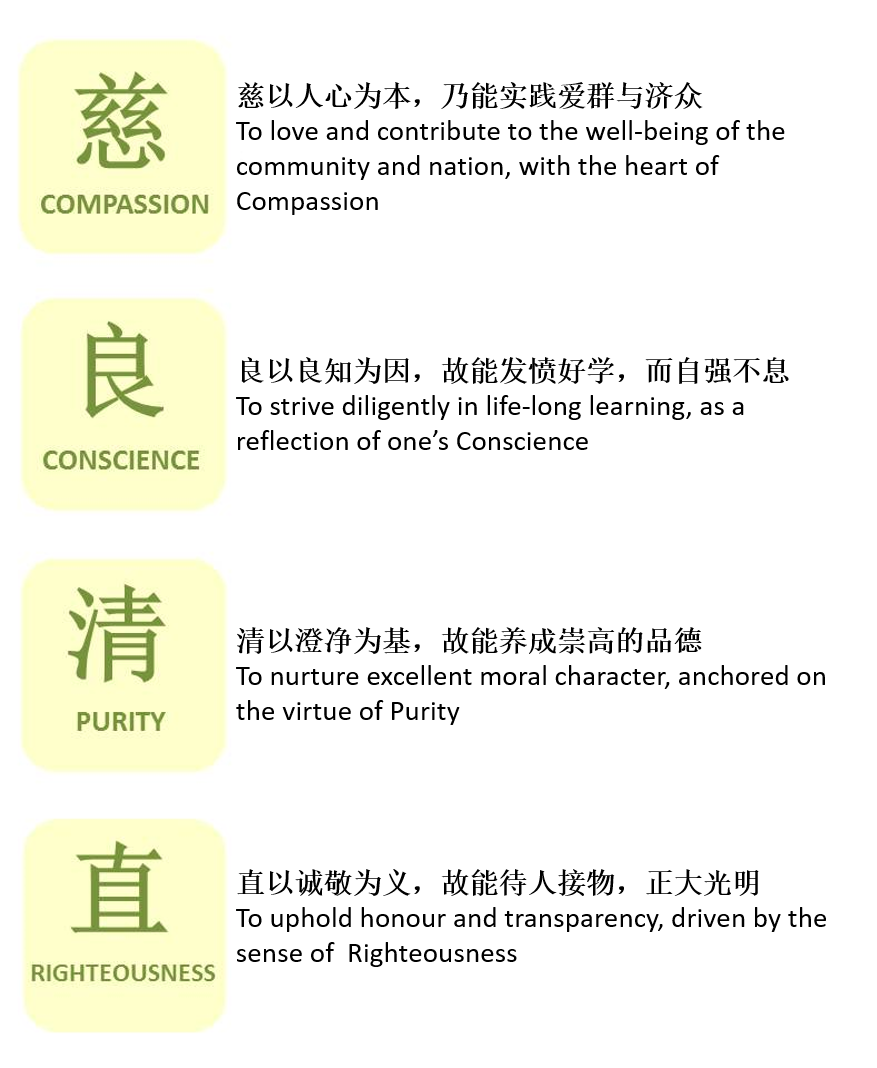 慈
COMPASSION
慈以人心为本，乃能实践爱群与济众
To love and contribute to the well-being of the
community and nation, with the heart of
Compassion
良
CONSCIENCE
良以良知为因，故能发愤好学，而自强不息
To strive diligently in life-long learning, as a
reflection of one’s Conscience
清
PURITY
清以澄净为基，故能养成崇高的品德
To nurture excellent moral character, anchored on
the virtue of Purity
直
RIGHTEOUSNESS
直以诚敬为义，故能待人接物，正大光明
To uphold honour and transparency, driven by the
sense of  Righteousness